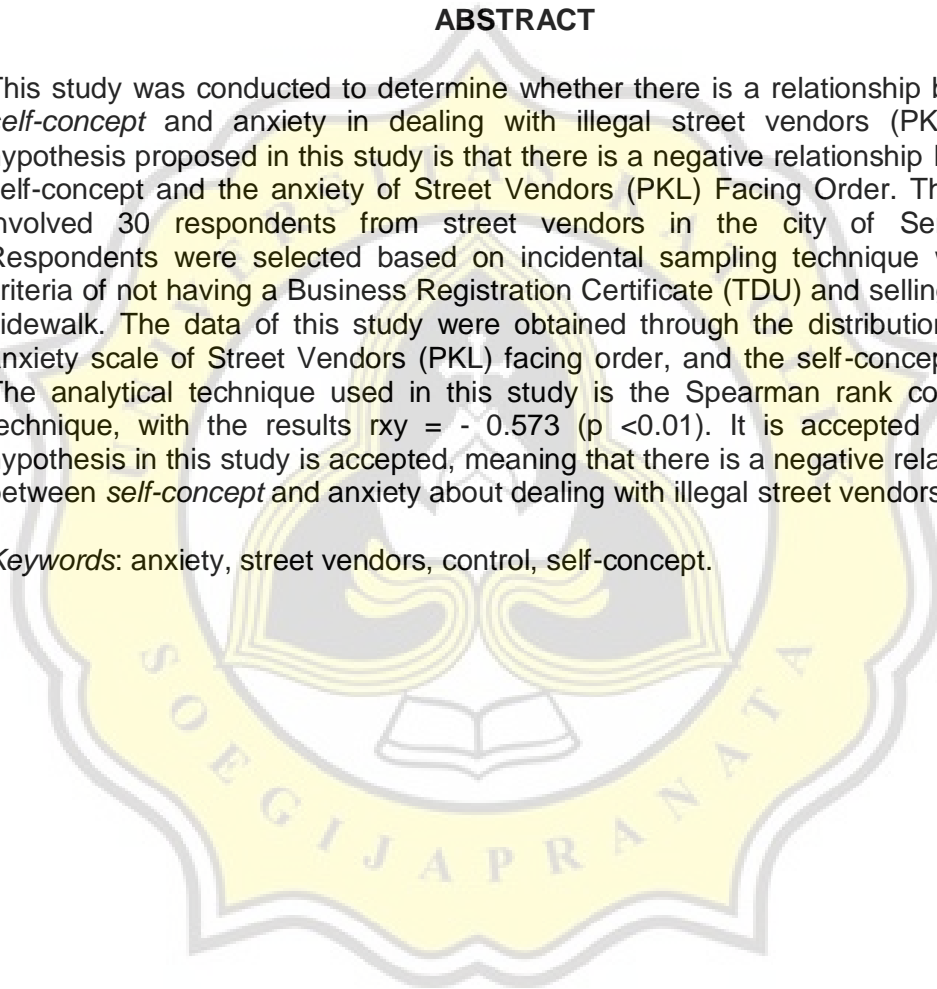 ABSTRACT
This study was conducted to determine whether there is a relationship b
self-concept and anxiety in dealing with illegal street vendors (PK
hypothesis proposed in this study is that there is a negative relationship
self-concept and the anxiety of Street Vendors (PKL) Facing Order. Th
involved 30 respondents from street vendors in the city of Se
Respondents were selected based on incidental sampling technique
criteria of not having a Business Registration Certificate (TDU) and selling
sidewalk. The data of this study were obtained through the distribution
anxiety scale of Street Vendors (PKL) facing order, and the self-concep
The analytical technique used in this study is the Spearman rank co
technique, with the results rxy = - 0.573 (p <0.01). It is accepted
hypothesis in this study is accepted, meaning that there is a negative rela
between self-concept and anxiety about dealing with illegal street vendors
Keywords: anxiety, street vendors, control, self-concept.
UNIVERSITAS KATOLIK
SOEGIJAPRANATA